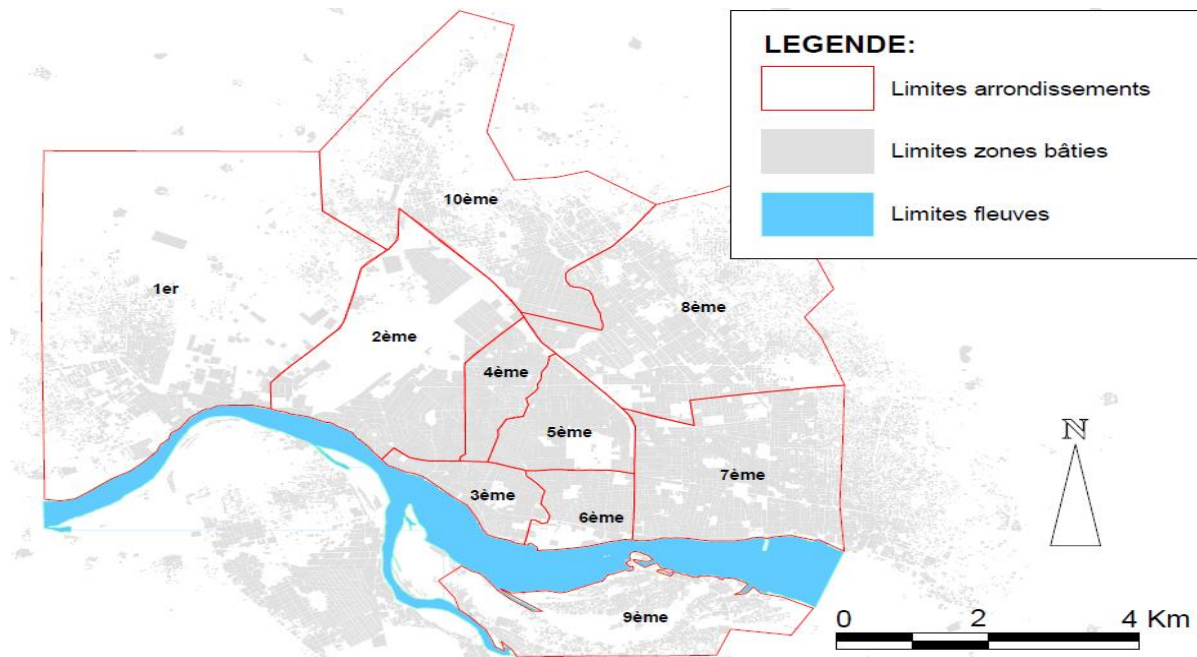 LEGENDE:
Limites arrondissements
Limites zones bâties
Limites fleuves
10ème
1er
8ème
2ème
4ème
5ème
7ème
3ème
6ème
9ème
N
0 2 4 Km